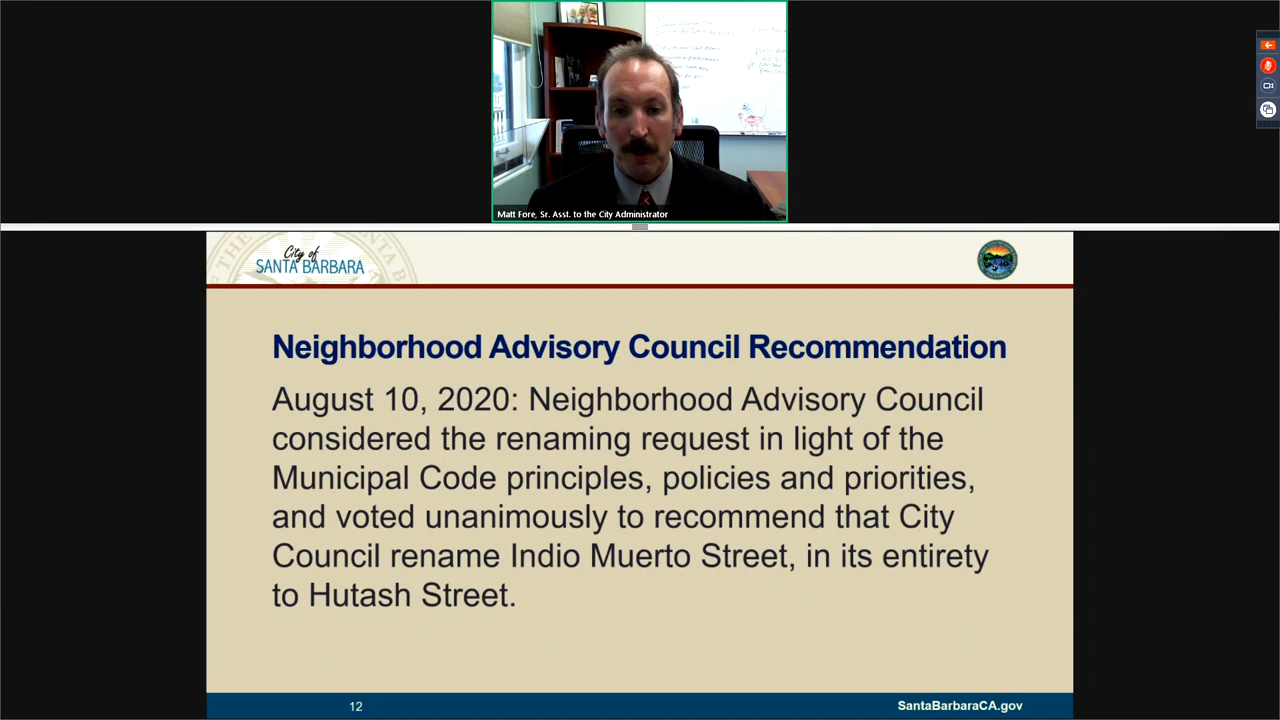 Matt Fore, Sr. Asst. to the City Administrator
City of
SANTA BARBARA
Neighborhood Advisory Council Recommendation
August 10, 2020: Neighborhood Advisory Council
considered the renaming request in light of the
Municipal Code principles, policies and priorities,
and voted unanimously to recommend that City
Council rename Indio Muerto Street, in its entirety
to Hutash Street.
12
SantaBarbaraCA.gov